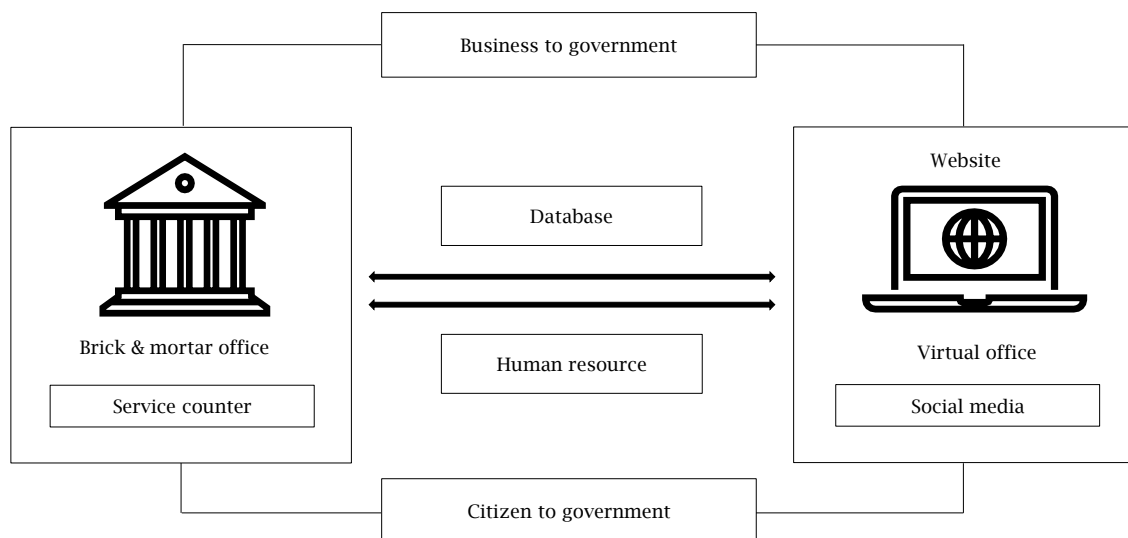 Business to government
Website
Database
Brick & mortar office
Human resource
Virtual office
Service counter
Social media
Citizen to government